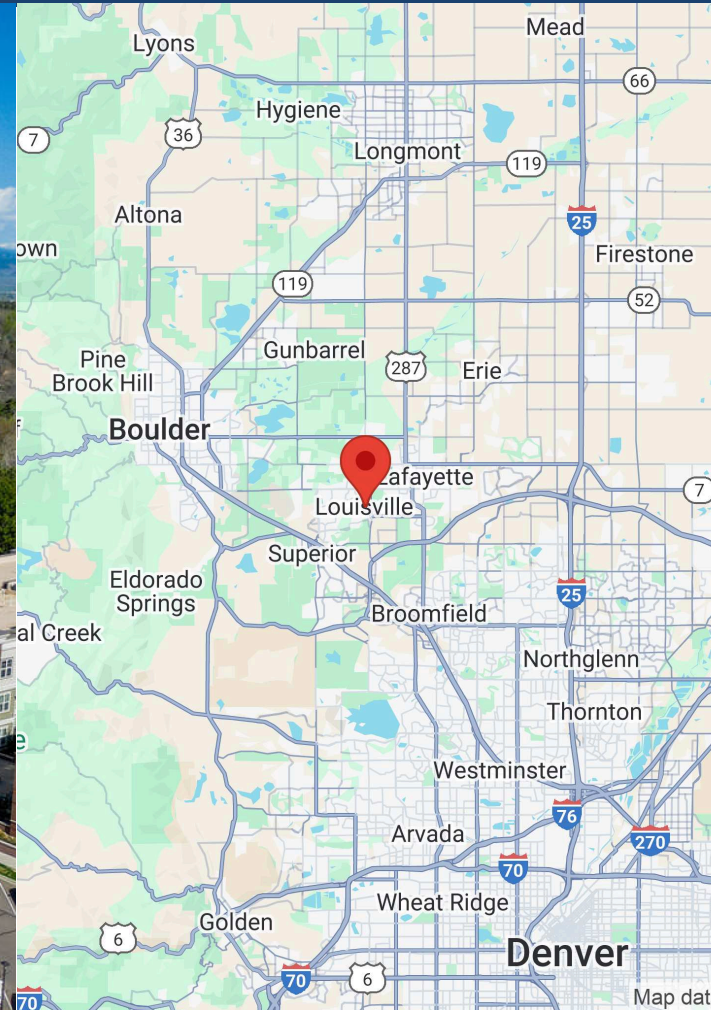 Mead
Lyons
66
Hygiene
7
36
Longmont
119
Altona
25
own
Firestone
119
52
Gunbarrel
Pine
Brook Hill
287
Erie
Boulder
Lafayette
7
Louisville
Superior
Eldorado
Springs
25
Broomfield
al Creek
Northglenn
Thornton
Westminster
76
Arvada
270
70
Wheat Ridge
Golden
6
Denver
70
6
70
Map dat